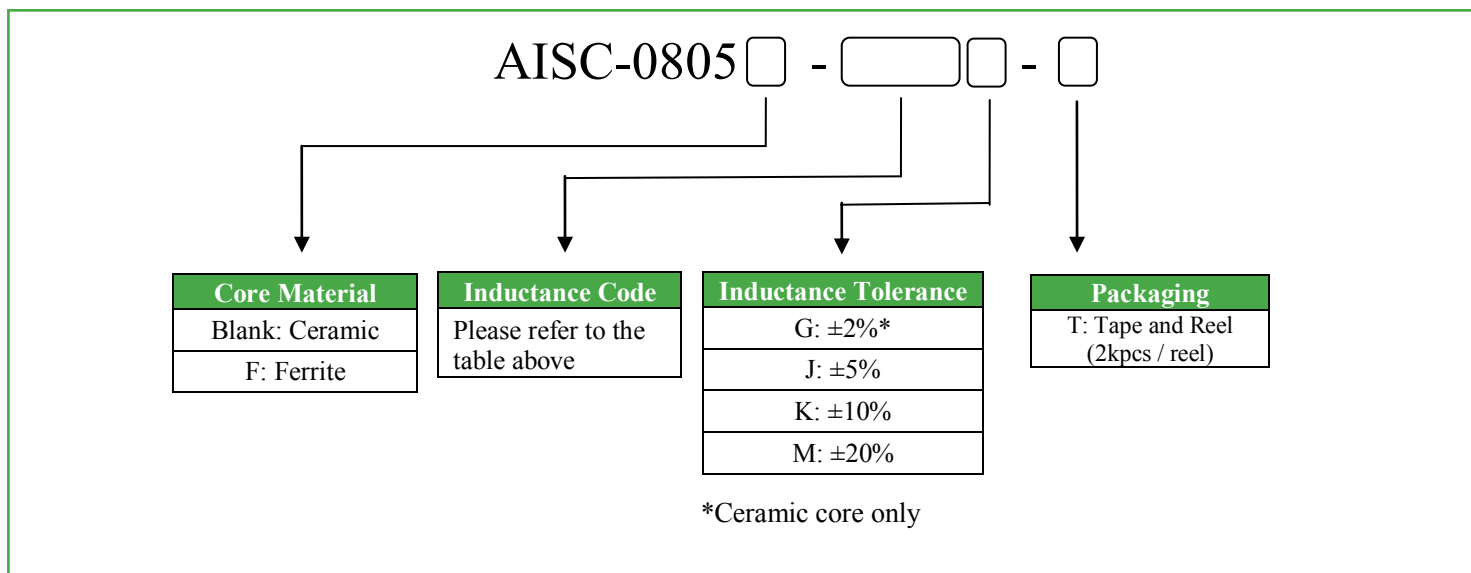 AISC-0805 - -
Core Material
Blank: Ceramic
F: Ferrite
Inductance Code
Please refer to the
table above
Inductance Tolerance
G: ±2%*
J: ±5%
K: ±10%
M: ±20%
*Ceramic core only
Packaging
T: Tape and Reel
(2kpcs / reel)